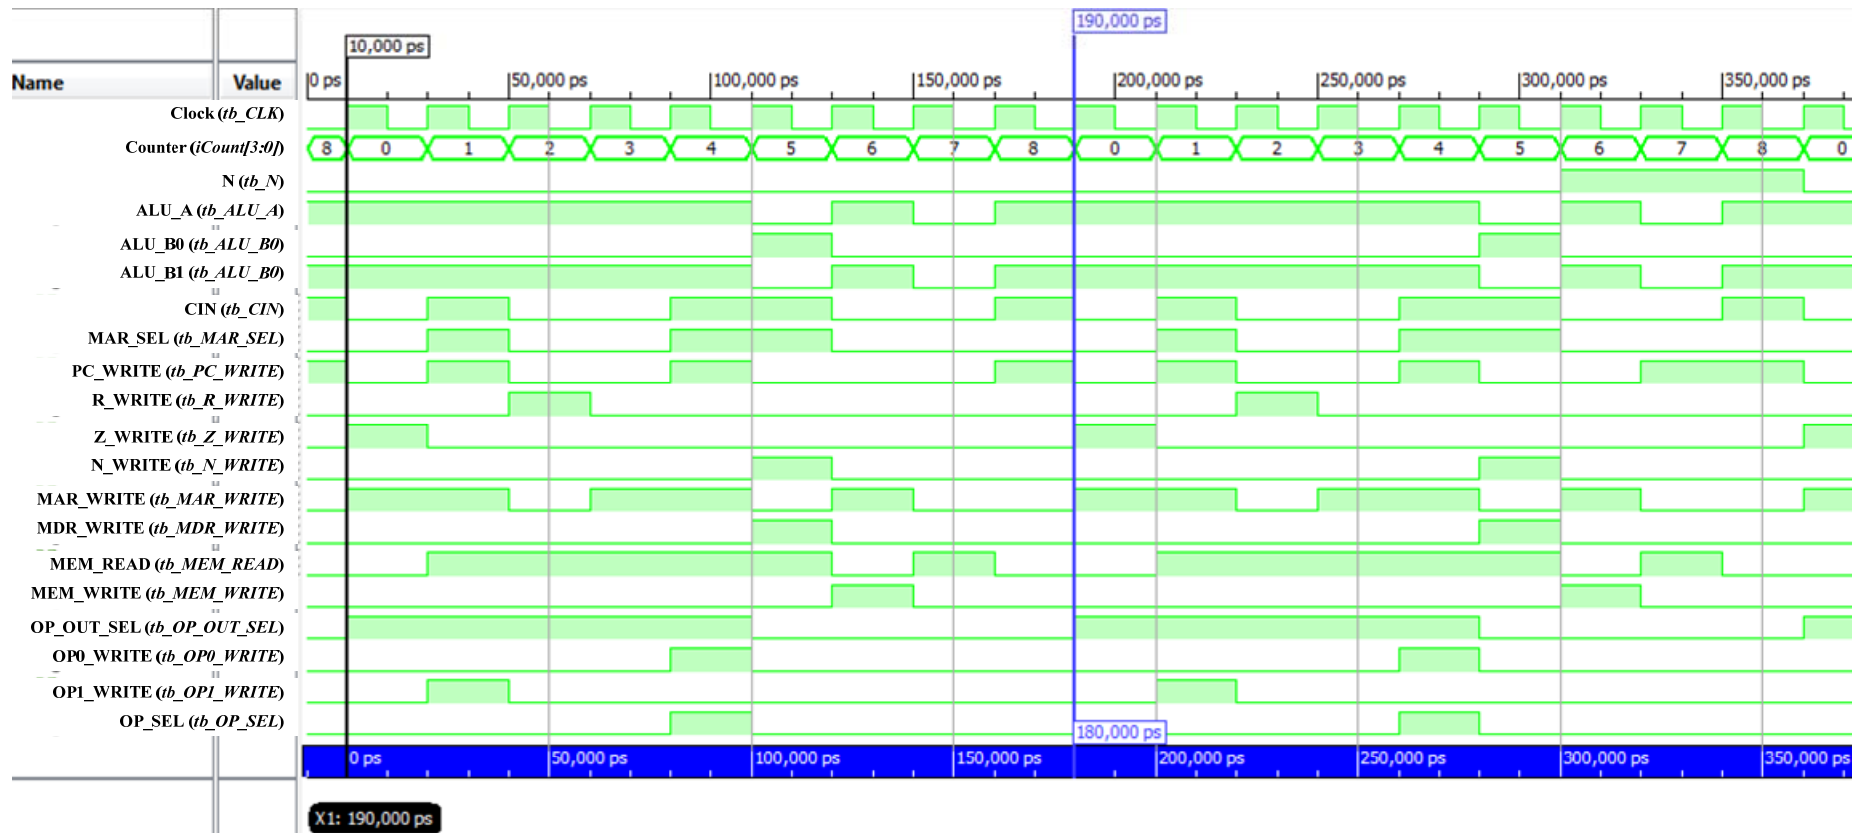 190,000 ps
10,000 ps
Name Value 0 ps 50,000 ps 100,000 ps 150,000 ps 200,000 ps 250,000 ps 300,000 ps 350,000 ps
Clock (tb_CLK)
Counter (iCount[3:0]) 8 0 1 2 3 4 5 6 7 8 0 1 2 3 4 5 6 7 8 0
N (tb_N)
ALU_A (tb_ALU_A)
ALU_B0 (tb_ALU_B0)
ALU_B1 (tb_ALU_B0)
CIN (tb_CIN)
MAR_SEL (tb_MAR_SEL)
PC_WRITE (tb_PC_WRITE)
R_WRITE (tb_R_WRITE)
Z_WRITE (tb_Z_WRITE)
N_WRITE (tb_N_WRITE)
MAR_WRITE (tb_MAR_WRITE)
MDR_WRITE (tb_MDR_WRITE)
MEM_READ (tb_MEM_READ)
MEM_WRITE (tb_MEM_WRITE)
OP_OUT_SEL (tb_OP_OUT_SEL)
OP0_WRITE (tb_OP0_WRITE)
OP1_WRITE (tb_OP1_WRITE)
OP_SEL (tb_OP_SEL)
180,000 ps
0 ps 50,000 ps 100,000 ps 150,000 ps 200,000 ps 250,000 ps 300,000 ps 350,000 ps
X1: 190,000 ps